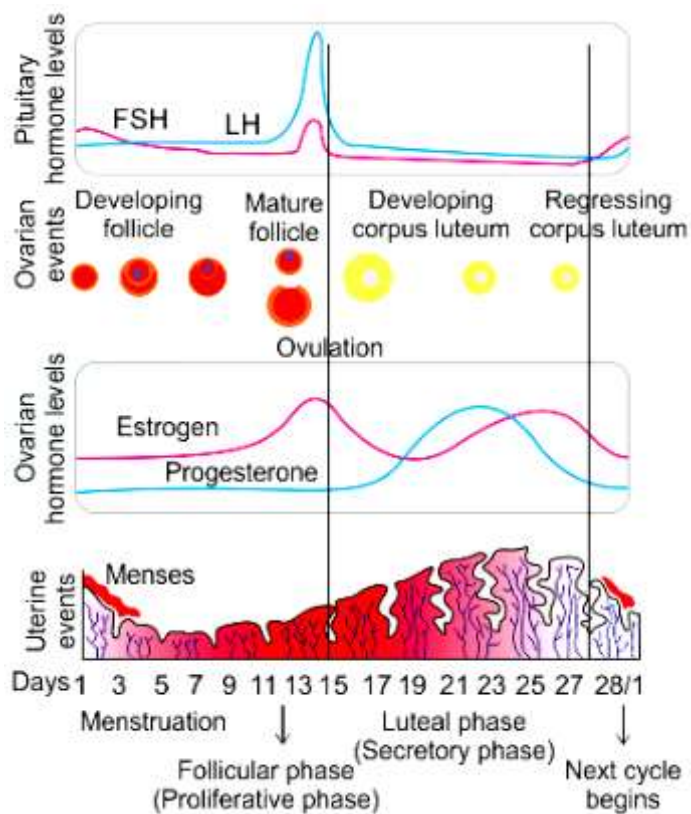 Pituitary
hormone levels
FSH
LH
Ovarian
events
Developing
follicle
Mature
follicle
Developing
corpus luteum
Regressing
corpus luteum
Ovulation
Ovarian
hormone levels
Estrogen
Progesterone
Uterine
events
Menses
Days 1 3 5 7 9 11 13 15 17 19 21 23 25 27 28/1
Menstruation
Follicular phase
(Proliferative phase)
Luteal phase
(Secretory phase)
Next cycle
begins